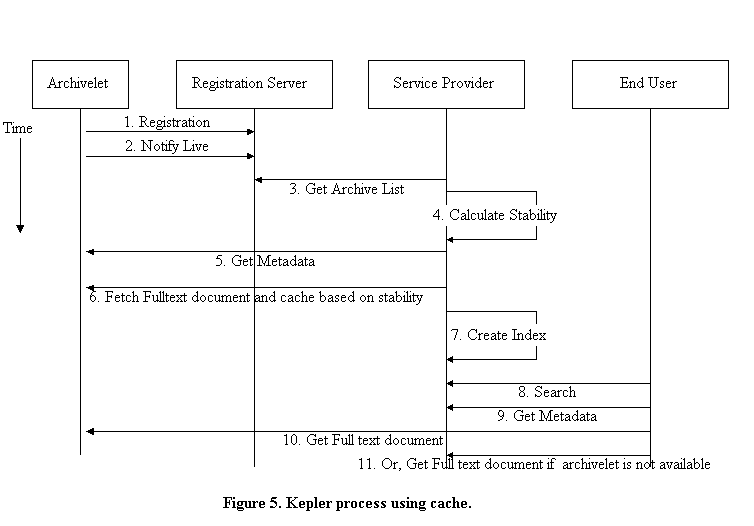 Archivelet
Registration Server
Service Provider
End User
Time
1. Registration
2. Notify Live
3. Get Archive List
4. Calculate Stability
5. Get Metadata
6. Fetch Fulltext document and cache based on stability
7. Create Index
8. Search
9. Get Metadata
10. Get Full text document
11. Or, Get Full text document if archivelet is not available
Figure 5. Kepler process using cache.